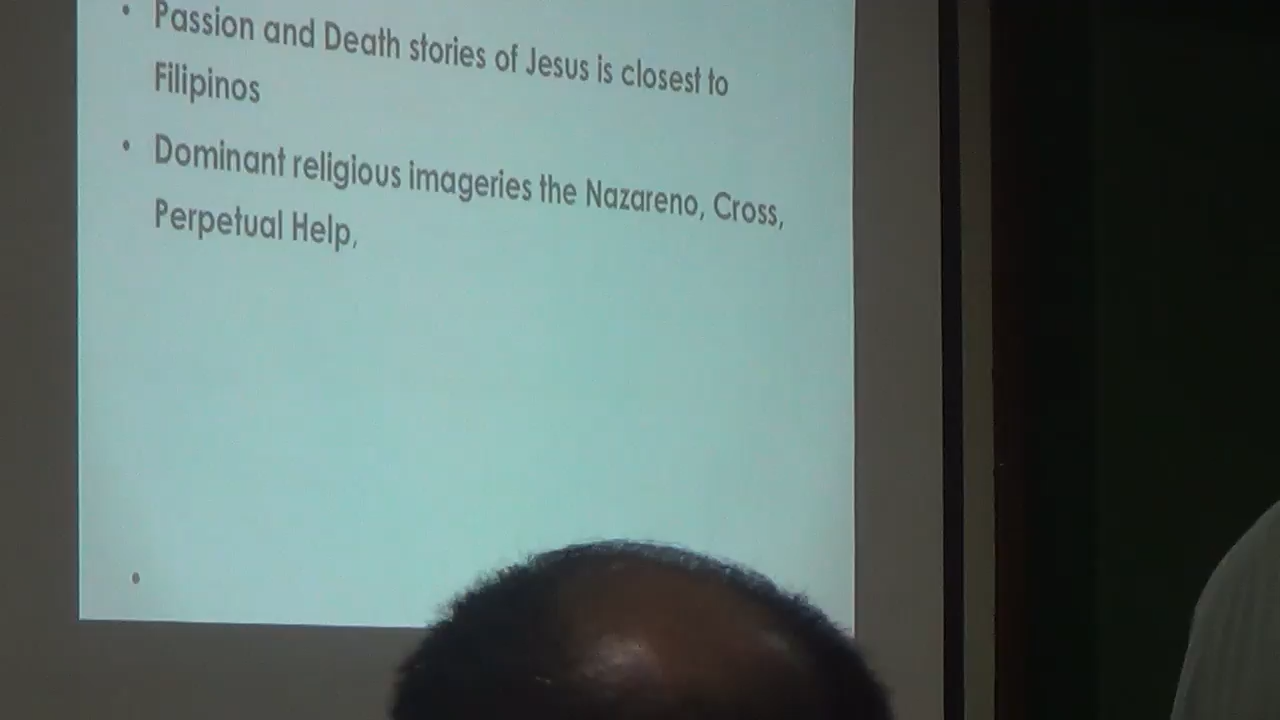 • Passion and Death stories of Jesus is closest to
Filipinos
• Dominant religious imageries the Nazareno, Cross,
Perpetual Help,
•